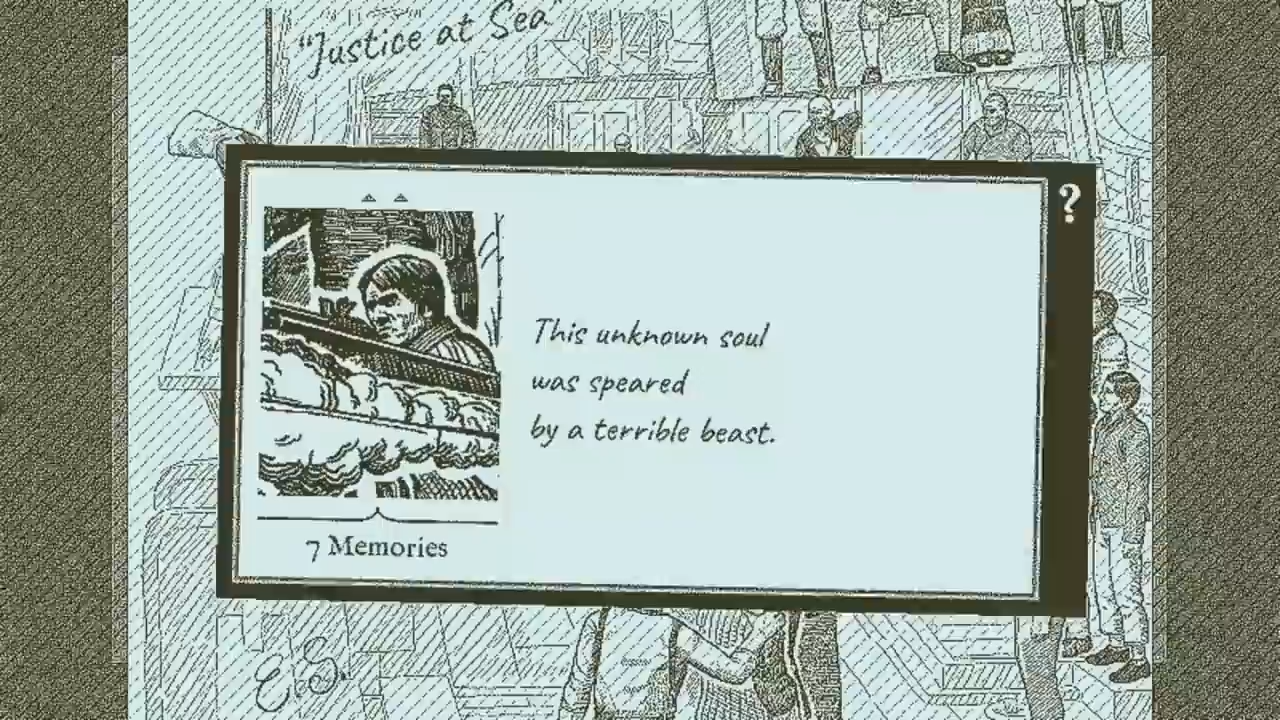 "Justice at Sea"
?
This unknown soul
was speared
by a terrible beast.
7 Memories
E.S.